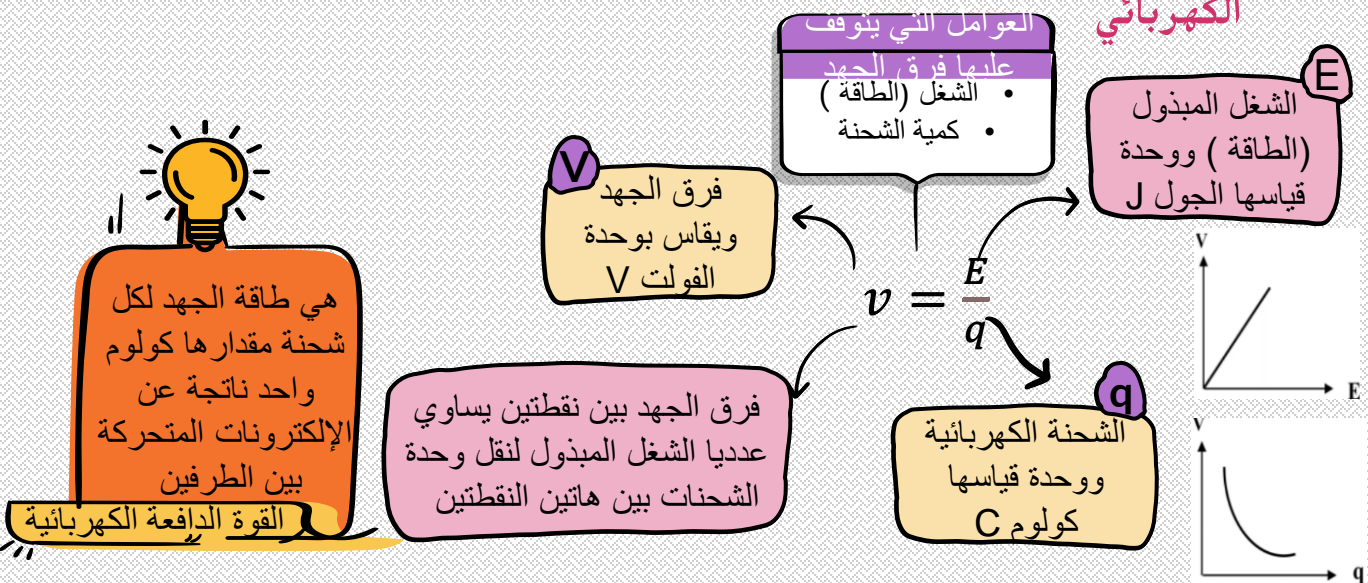 الكهربائي
العوامل التي يتوقف
عليها فرق الجهد
• الشغل (الطاقة )
• كمية الشحنة
E
الشغل المبذول
(الطاقة ) ووحدة
قياسها الجول J
V
فرق الجهد
ويقاس بوحدة
الفولت V
v = E/q
هي طاقة الجهد لكل
شحنة مقدارها كولوم
واحد ناتجة عن
الإلكترونات المتحركة
بين الطرفين
القوة الدافعة الكهربائية
فرق الجهد بين نقطتين يساوي
عدديا الشغل المبذول لنقل وحدة
الشحنات بين هاتين النقطتين
q
الشحنة الكهربائية
ووحدة قياسها
كولوم C
V
E
V
q